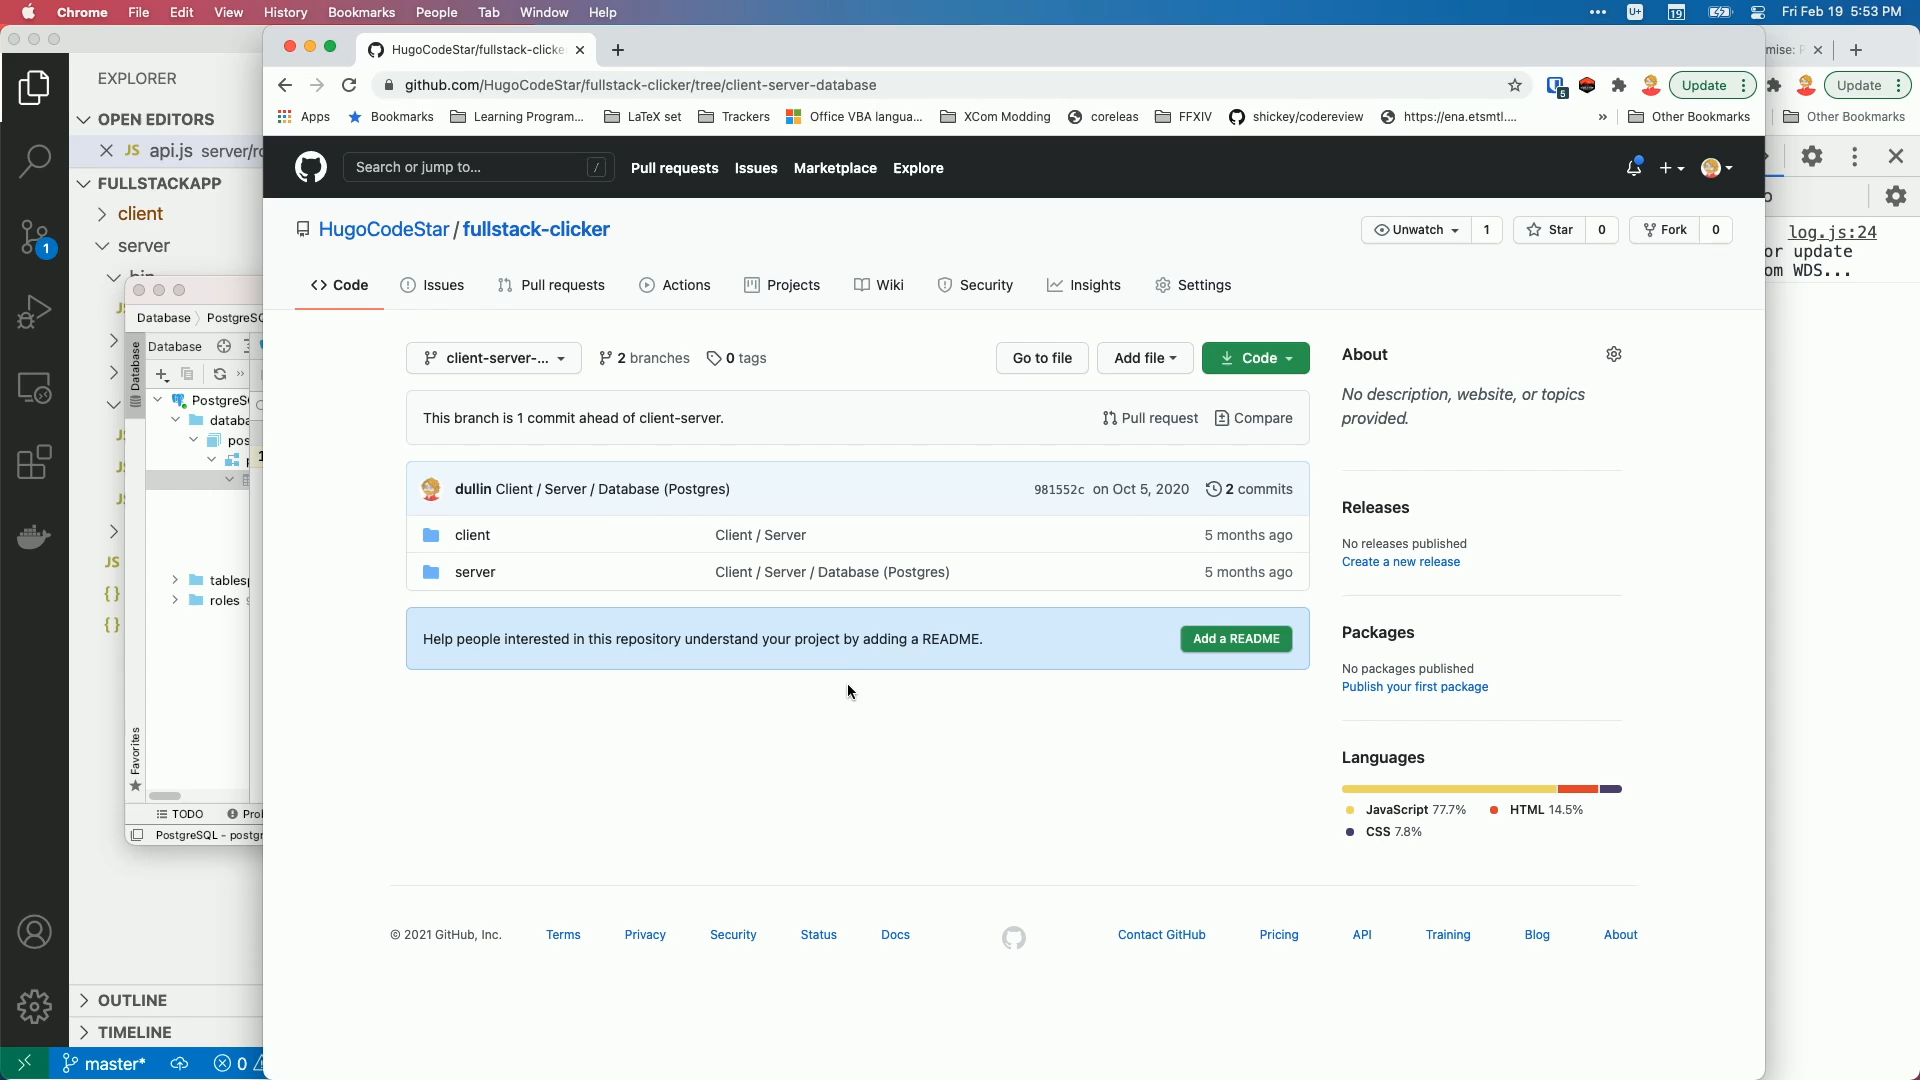 Chrome File Edit View History Bookmarks People Tab Window Help
19 Fri Feb 19 5:53 PM
EXPLORER
OPEN EDITORS
JS api.js
FULLSTACKAPP
client
server
1
Database
Database
Database
TODO
PostgreSQL
Favorites
roles
JS
{ }
{ }
OUTLINE
TIMELINE
master*
0
HugoCodeStar/fullstack-clicke
github.com/HugoCodeStar/fullstack-clicker/tree/client-server-database
5
Update
Update
Apps Bookmarks Learning Program... LaTeX set Trackers Office VBA langua... XCom Modding coreleas FFXIV shickey/codereview https://ena.etsmtl.... » Other Bookmarks
Other Bookmarks
Search or jump to... /
Pull requests Issues Marketplace Explore
HugoCodeStar / fullstack-clicker
Unwatch 1 Star 0 Fork 0
Code Issues Pull requests Actions Projects Wiki Security Insights Settings
client-server-... 2 branches 0 tags Go to file Add file Code
This branch is 1 commit ahead of client-server. Pull request Compare
dullin Client / Server / Database (Postgres) 981552c on Oct 5, 2020 2 commits
client Client / Server 5 months ago
server Client / Server / Database (Postgres) 5 months ago
Help people interested in this repository understand your project by adding a README. Add a README
About
No description, website, or topics
provided.
Releases
No releases published
Create a new release
Packages
No packages published
Publish your first package
Languages
JavaScript 77.7% HTML 14.5%
CSS 7.8%
© 2021 GitHub, Inc. Terms Privacy Security Status Docs Contact GitHub Pricing API Training Blog About
log.js:24
or update
WDS...